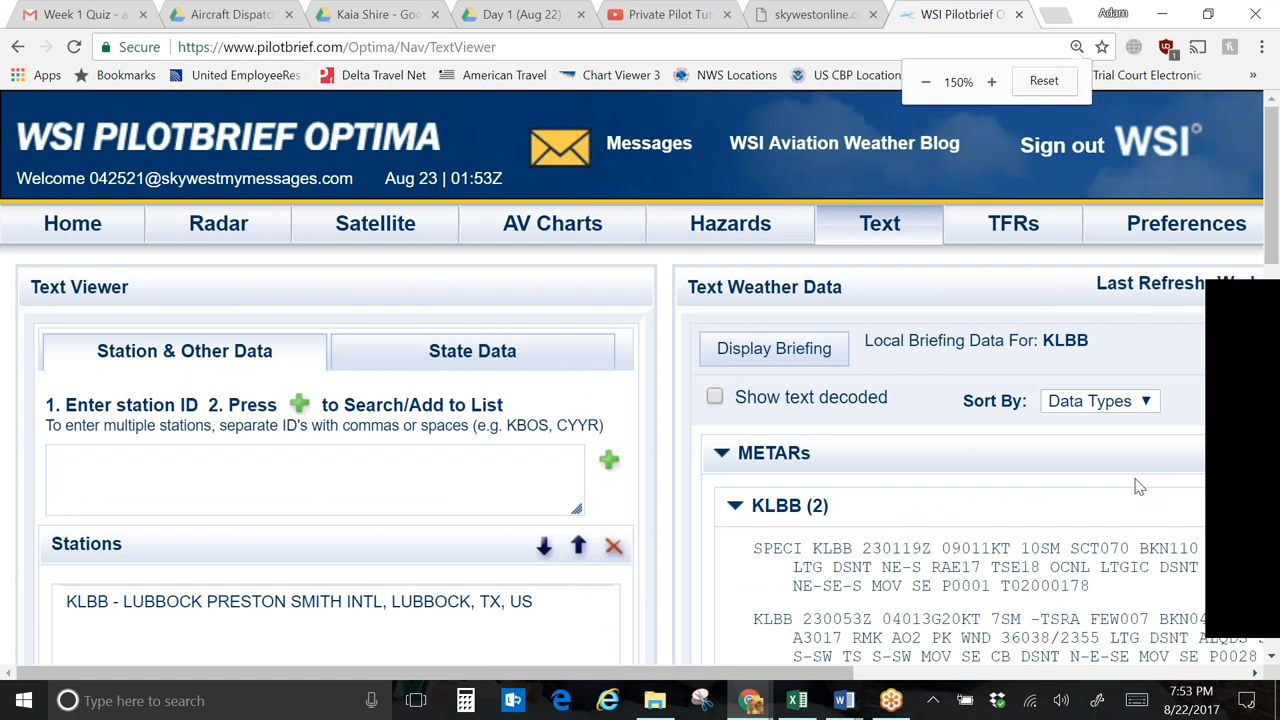 Week 1 Quiz - a
Aircraft Dispatc
Kaia Shire - Goo
Day 1 (Aug 22)
Private Pilot Tut
skywestonline.c
WSI Pilotbrief O
Adam
Secure
https://www.pilotbrief.com/Optima/Nav/TextViewer
Apps
Bookmarks
United EmployeeRes
Delta Travel Net
American Travel
Chart Viewer 3
NWS Locations
US CBP Location
Trial Court Electronic
»
− 150% + Reset
WSI PILOTBRIEF OPTIMA
Messages
WSI Aviation Weather Blog
Sign out
WSI
Welcome 042521@skywestmymessages.com
Aug 23 | 01:53Z
Home
Radar
Satellite
AV Charts
Hazards
Text
TFRs
Preferences
Text Viewer
Station & Other Data
State Data
1. Enter station ID 2. Press to Search/Add to List
To enter multiple stations, separate ID's with commas or spaces (e.g. KBOS, CYYR)
Stations
KLBB - LUBBOCK PRESTON SMITH INTL, LUBBOCK, TX, US
Text Weather Data
Last Refresh
Display Briefing
Local Briefing Data For: KLBB
Show text decoded
Sort By:
Data Types
METARs
KLBB (2)
SPECI KLBB 230119Z 09011KT 10SM SCT070 BKN110
LTG DSNT NE-S RAE17 TSE18 OCNL LTGIC DSNT
NE-SE-S MOV SE P0001 T02000178
KLBB 230053Z 04013G20KT 7SM -TSRA FEW007 BKN04
A3017 RMK AO2 PK WND 36038/2355 LTG DSNT ALQDS
S-SW TS S-SW MOV SE CB DSNT N-E-SE MOV SE P0028
Type here to search
7:53 PM
8/22/2017